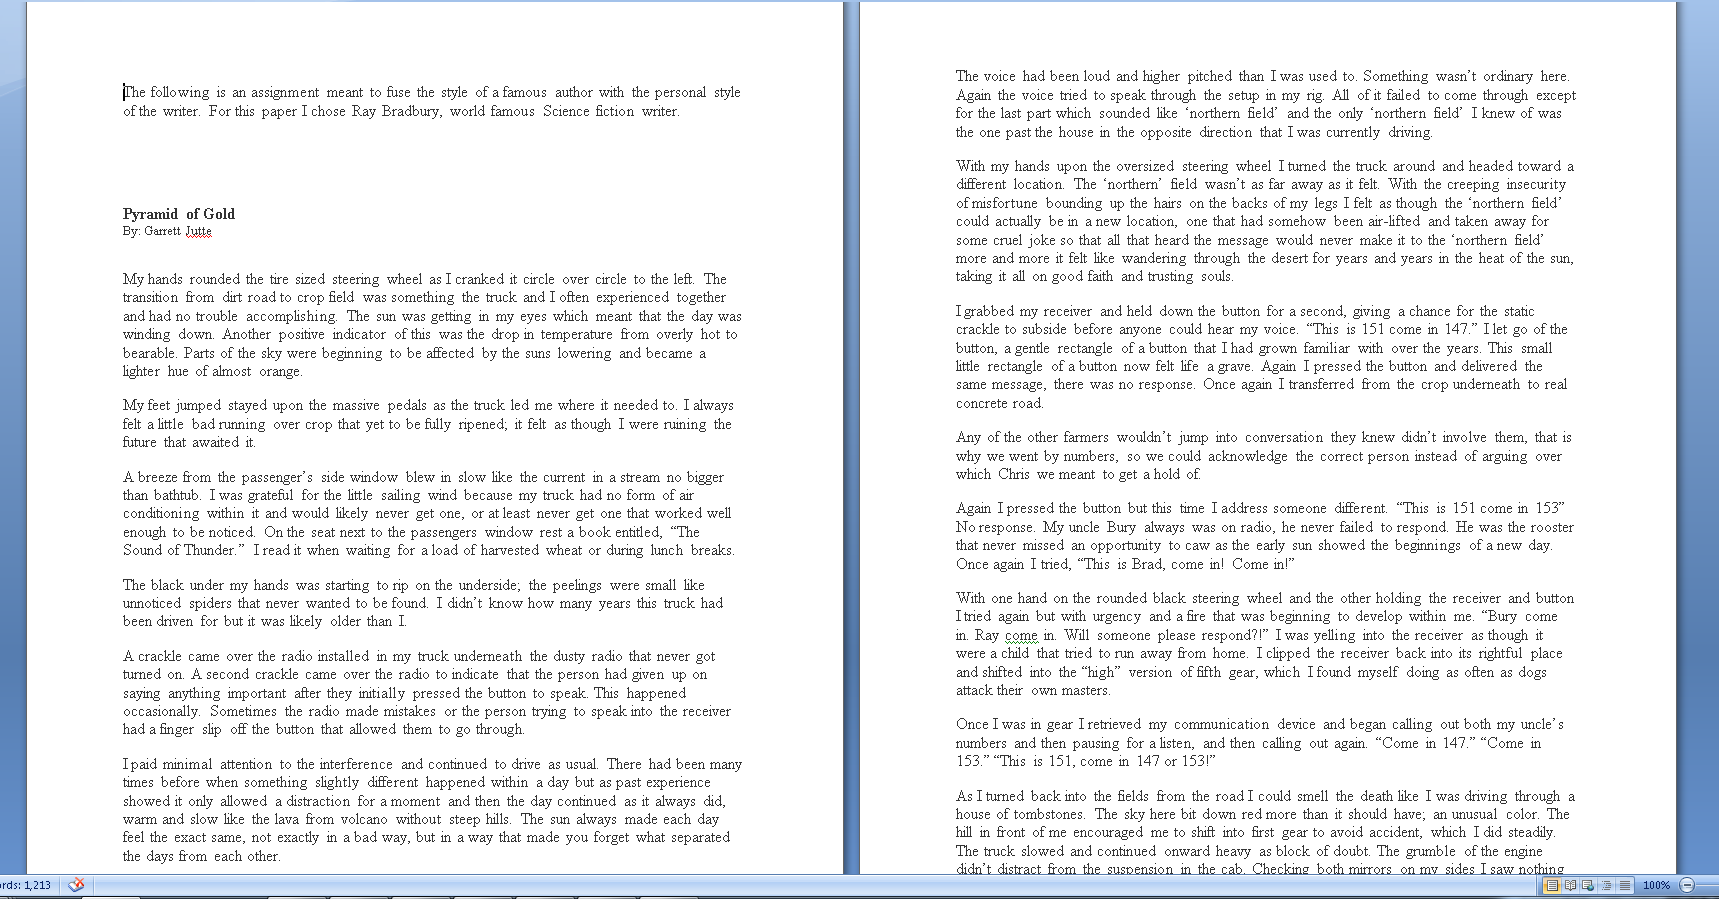 The following is an assignment meant to fuse the style of a famous author with the personal style
of the writer. For this paper I chose Ray Bradbury, world famous Science fiction writer.
Pyramid of Gold
By: Garrett Jutte
My hands rounded the tire sized steering wheel as I cranked it circle over circle to the left. The
transition from dirt road to crop field was something the truck and I often experienced together
and had no trouble accomplishing. The sun was getting in my eyes which meant that the day was
winding down. Another positive indicator of this was the drop in temperature from overly hot to
bearable. Parts of the sky were beginning to be affected by the suns lowering and became a
lighter hue of almost orange.
My feet jumped stayed upon the massive pedals as the truck led me where it needed to. I always
felt a little bad running over crop that yet to be fully ripened; it felt as though I were ruining the
future that awaited it.
A breeze from the passenger’s side window blew in slow like the current in a stream no bigger
than bathtub. I was grateful for the little sailing wind because my truck had no form of air
conditioning within it and would likely never get one, or at least never get one that worked well
enough to be noticed. On the seat next to the passengers window rest a book entitled, “The
Sound of Thunder.” I read it when waiting for a load of harvested wheat or during lunch breaks.
The black under my hands was starting to rip on the underside; the peelings were small like
unnoticed spiders that never wanted to be found. I didn’t know how many years this truck had
been driven for but it was likely older than I.
A crackle came over the radio installed in my truck underneath the dusty radio that never got
turned on. A second crackle came over the radio to indicate that the person had given up on
saying anything important after they initially pressed the button to speak. This happened
occasionally. Sometimes the radio made mistakes or the person trying to speak into the receiver
had a finger slip off the button that allowed them to go through.
I paid minimal attention to the interference and continued to drive as usual. There had been many
times before when something slightly different happened within a day but as past experience
showed it only allowed a distraction for a moment and then the day continued as it always did,
warm and slow like the lava from volcano without steep hills. The sun always made each day
feel the exact same, not exactly in a bad way, but in a way that made you forget what separated
the days from each other.
The voice had been loud and higher pitched than I was used to. Something wasn’t ordinary here.
Again the voice tried to speak through the setup in my rig. All of it failed to come through except
for the last part which sounded like ‘northern field’ and the only ‘northern field’ I knew of was
the one past the house in the opposite direction that I was currently driving.
With my hands upon the oversized steering wheel I turned the truck around and headed toward a
different location. The ‘northern’ field wasn’t as far away as it felt. With the creeping insecurity
of misfortune bounding up the hairs on the backs of my legs I felt as though the ‘northern field’
could actually be in a new location, one that had somehow been air-lifted and taken away for
some cruel joke so that all that heard the message would never make it to the ‘northern field’
more and more it felt like wandering through the desert for years and years in the heat of the sun,
taking it all on good faith and trusting souls.
I grabbed my receiver and held down the button for a second, giving a chance for the static
crackle to subside before anyone could hear my voice. “This is 151 come in 147.” I let go of the
button, a gentle rectangle of a button that I had grown familiar with over the years. This small
little rectangle of a button now felt life a grave. Again I pressed the button and delivered the
same message, there was no response. Once again I transferred from the crop underneath to real
concrete road.
Any of the other farmers wouldn’t jump into conversation they knew didn’t involve them, that is
why we went by numbers, so we could acknowledge the correct person instead of arguing over
which Chris we meant to get a hold of.
Again I pressed the button but this time I address someone different. “This is 151 come in 153”
No response. My uncle Bury always was on radio, he never failed to respond. He was the rooster
that never missed an opportunity to caw as the early sun showed the beginnings of a new day.
Once again I tried, “This is Brad, come in! Come in!”
With one hand on the rounded black steering wheel and the other holding the receiver and button
I tried again but with urgency and a fire that was beginning to develop within me. “Bury come
in. Ray come in. Will someone please respond?!” I was yelling into the receiver as though it
were a child that tried to run away from home. I clipped the receiver back into its rightful place
and shifted into the “high” version of fifth gear, which I found myself doing as often as dogs
attack their own masters.
Once I was in gear I retrieved my communication device and began calling out both my uncle’s
numbers and then pausing for a listen, and then calling out again. “Come in 147.” “Come in
153.” “This is 151, come in 147 or 153!”
As I turned back into the fields from the road I could smell the death like I was driving through a
house of tombstones. The sky here bit down red more than it should have; an unusual color. The
hill in front of me encouraged me to shift into first gear to avoid accident, which I did steadily.
The truck slowed and continued onward heavy as block of doubt. The grumble of the engine
didn’t distract from the suspension in the cab. Checking both mirrors on my sides I saw nothing
rds: 1,213
100%